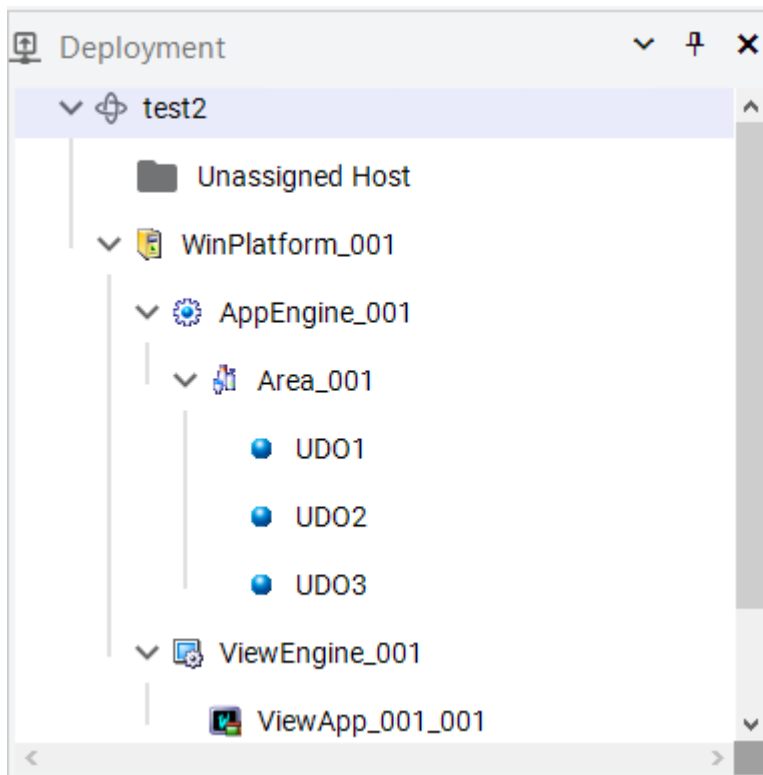 Deployment
test2
Unassigned Host
WinPlatform_001
AppEngine_001
Area_001
UDO1
UDO2
UDO3
ViewEngine_001
ViewApp_001_001